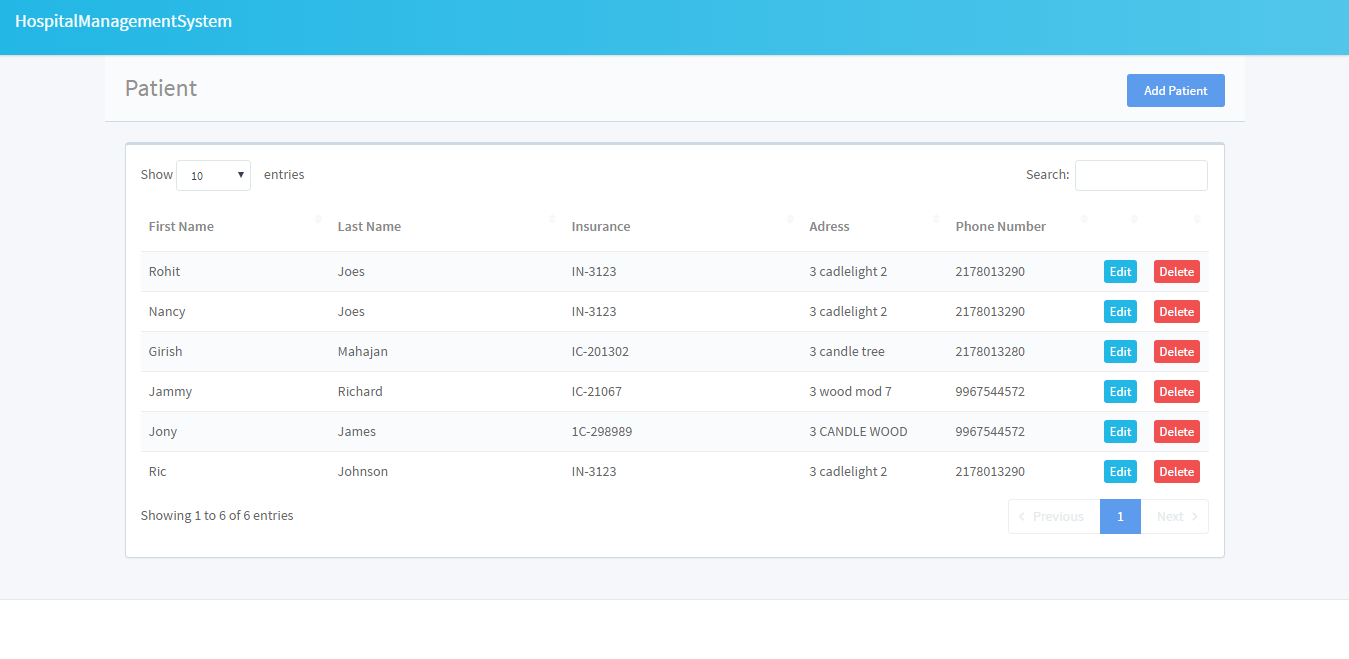 HospitalManagementSystem
Patient
Add Patient
Show 10 entries
Search:
First Name Last Name Insurance Adress Phone Number
Rohit Joes IN-3123 3 cadlelight 2 2178013290 Edit Delete
Nancy Joes IN-3123 3 cadlelight 2 2178013290 Edit Delete
Girish Mahajan IC-201302 3 candle tree 2178013280 Edit Delete
Jammy Richard IC-21067 3 wood mod 7 9967544572 Edit Delete
Jony James 1C-298989 3 CANDLE WOOD 9967544572 Edit Delete
Ric Johnson IN-3123 3 cadlelight 2 2178013290 Edit Delete
Showing 1 to 6 of 6 entries
Previous 1 Next